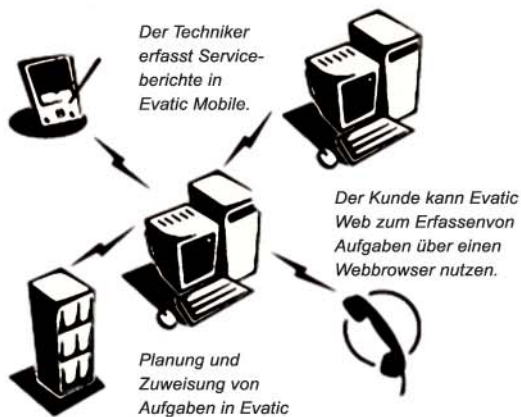 Der Techniker
erfasst Service-
berichte in
Evatic Mobile.
Der Kunde kann Evatic
Web zum Erfassenvon
Aufgaben über einen
Webbrowser nutzen.
Planung und
Zuweisung von
Aufgaben in Evatic